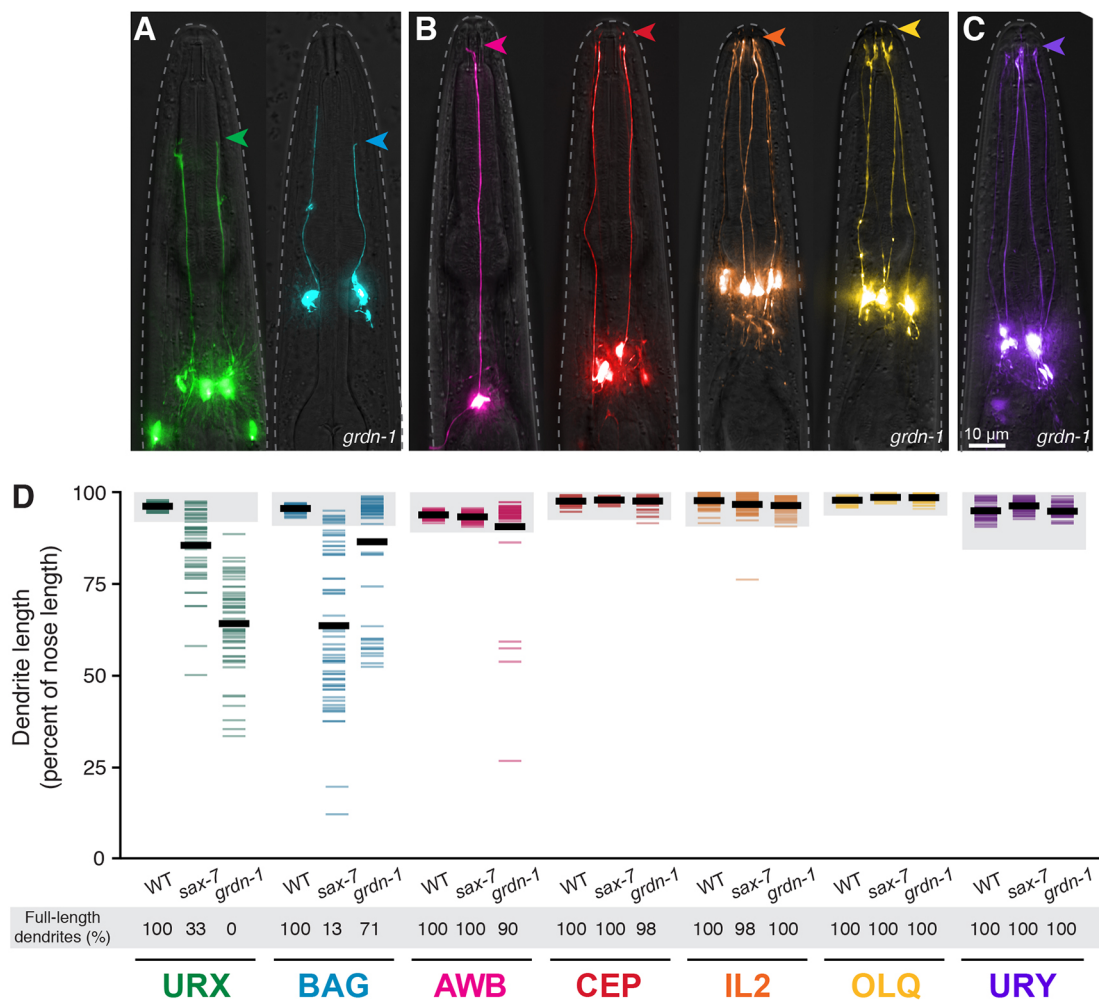 A
B
C
grdn-1
grdn-1
10 µm
grdn-1
D
Dendrite length
(percent of nose length)
100
75
50
25
0
WT sax-7 grdn-1 WT sax-7 grdn-1 WT sax-7 grdn-1 WT sax-7 grdn-1 WT sax-7 grdn-1 WT sax-7 grdn-1 WT sax-7 grdn-1
Full-length
dendrites (%)
100 33 0 100 13 71 100 100 90 100 100 98 100 98 100 100 100 100 100 100 100
URX BAG AWB CEP IL2 OLQ URY